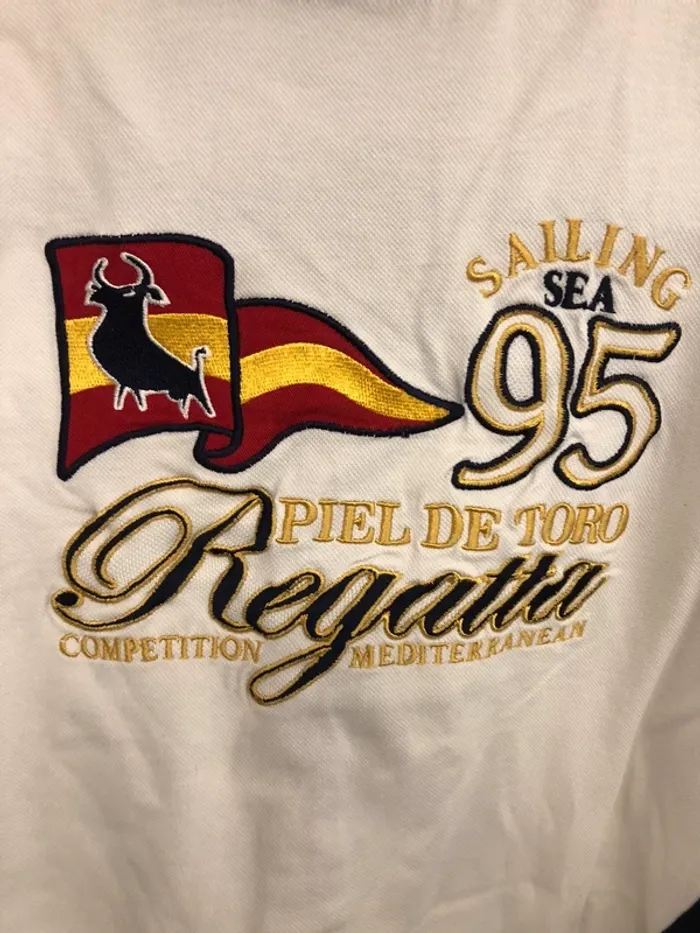 SAILING
SEA
95
PIEL DE TORO
Regatta
COMPETITION MEDITERRANEAN